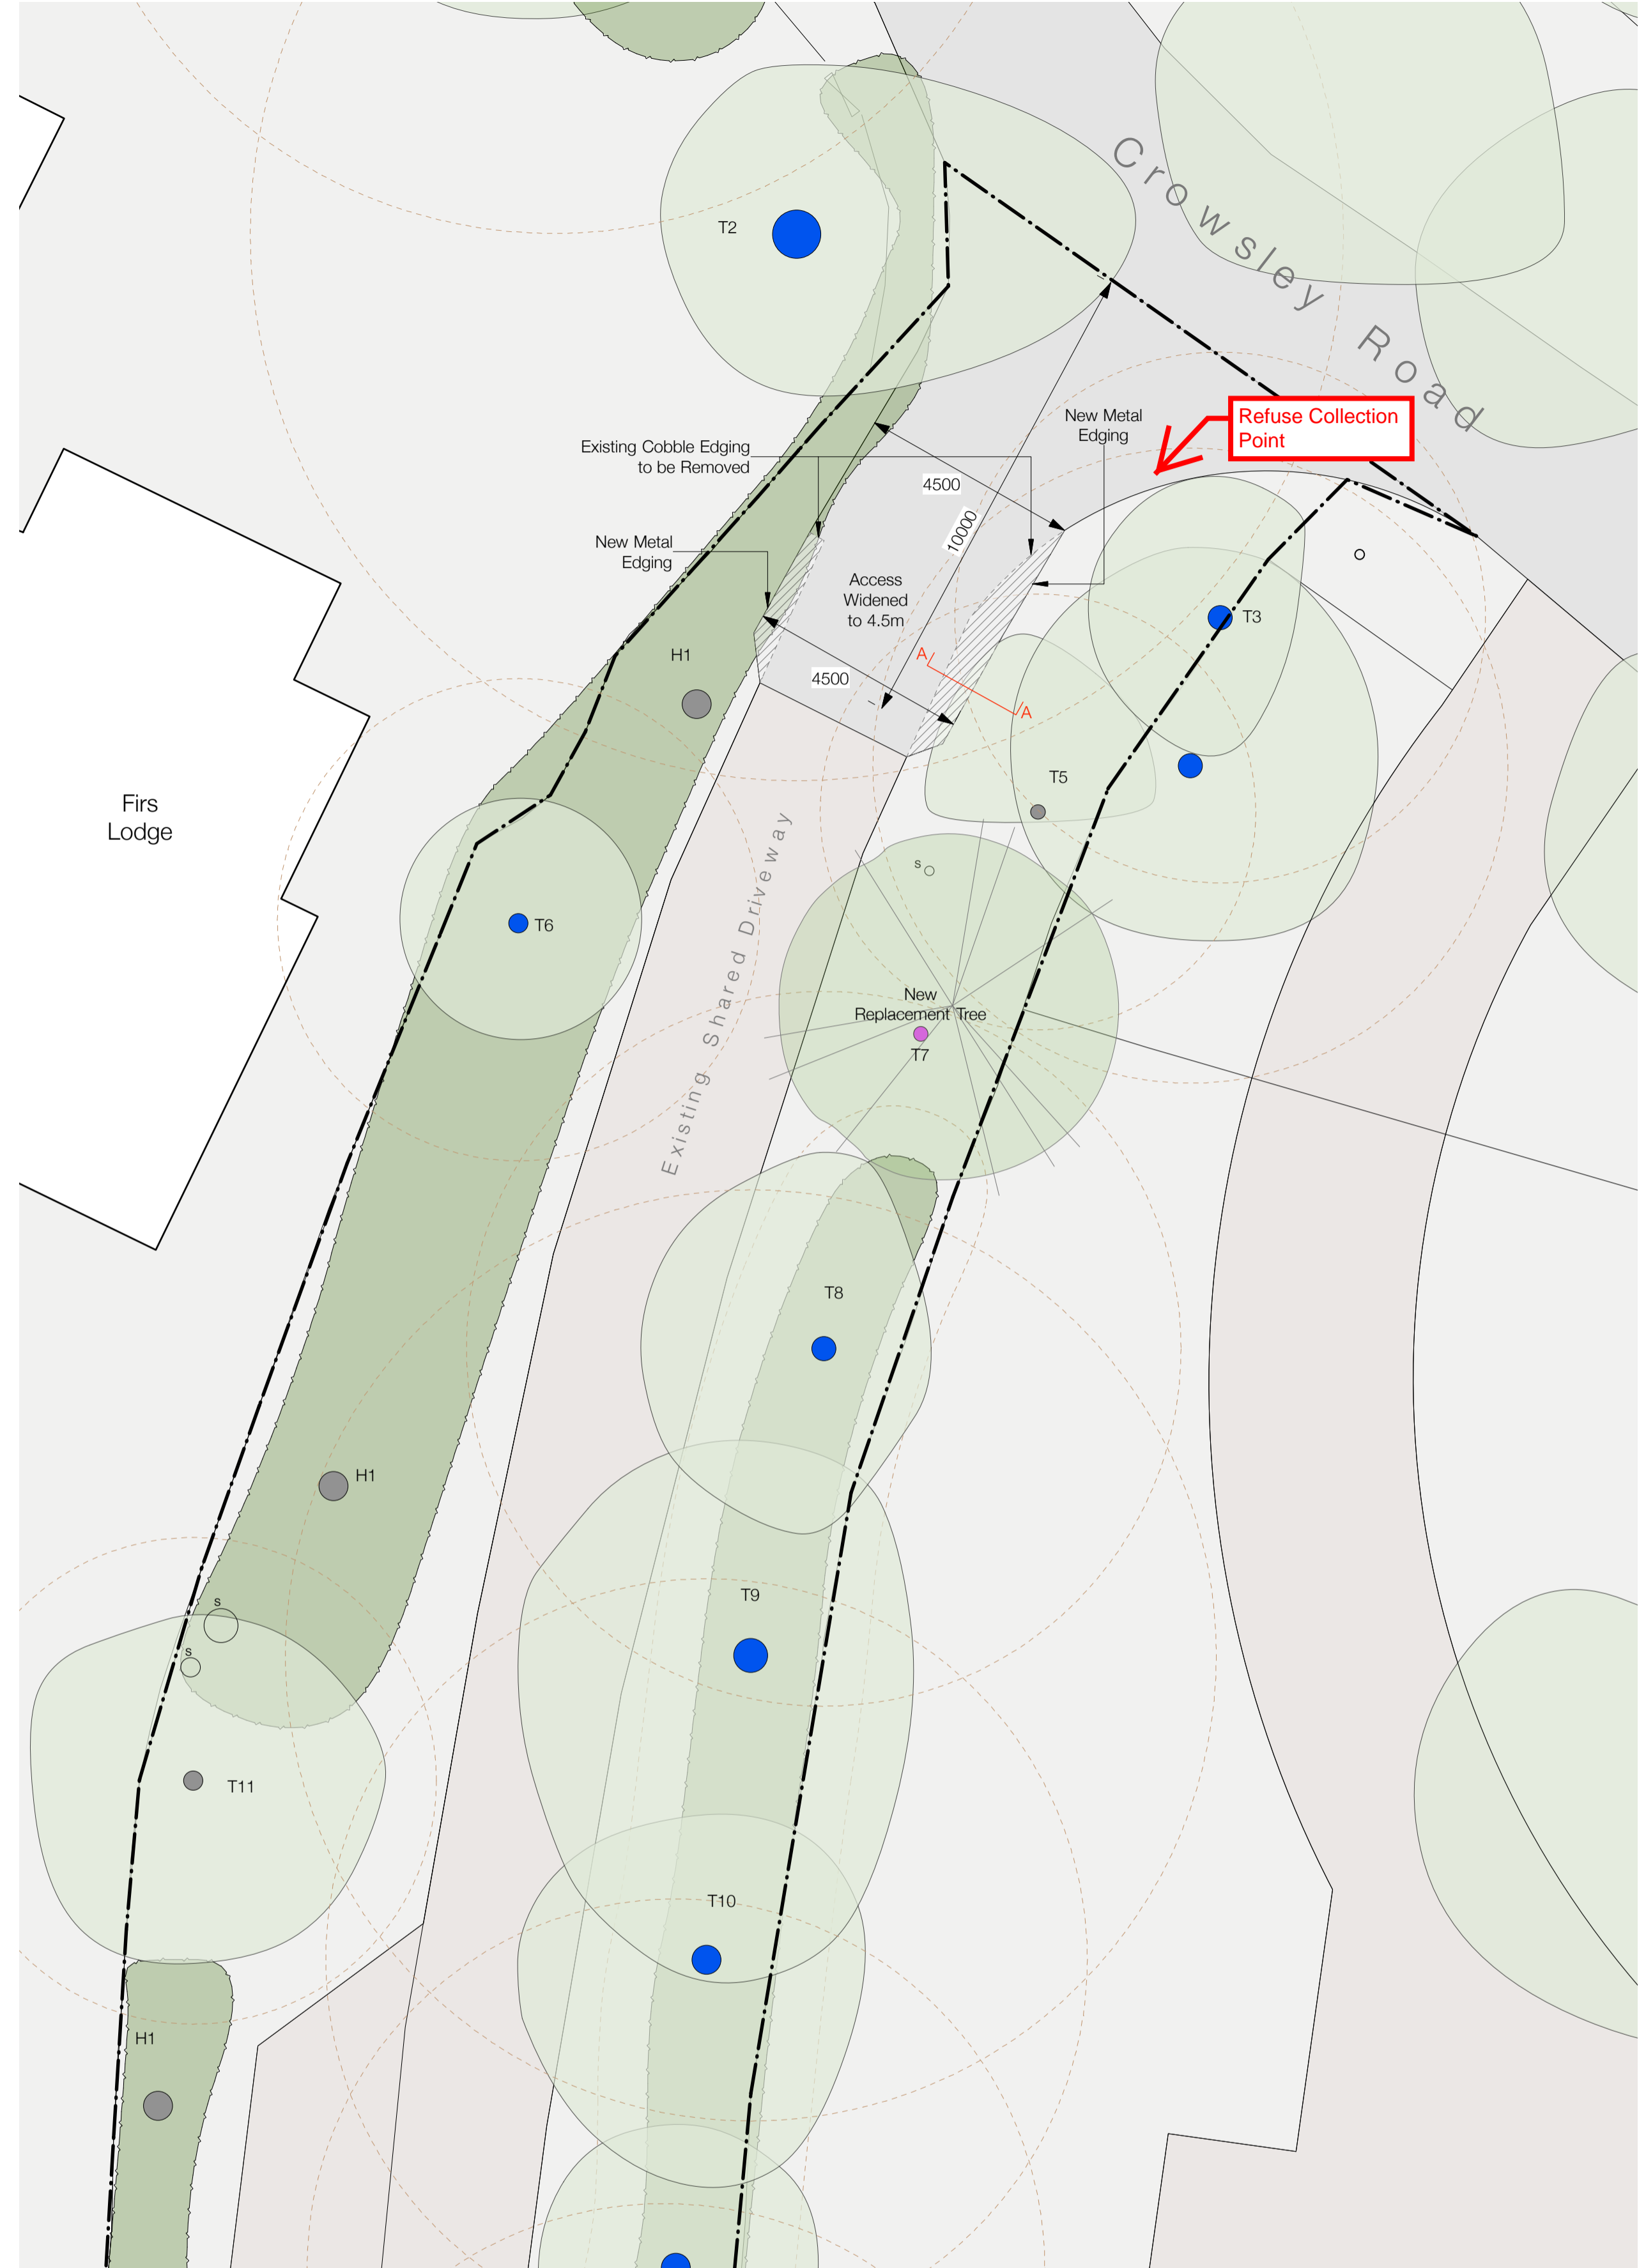 Crowsley Road
T2
Refuse Collection
Point
New Metal
Edging
Existing Cobble Edging
to be Removed
4500
10000
New Metal
Edging
Access
Widened
to 4.5m
T3
H1
A
4500
A
T5
Firs
Lodge
s
T6
Existing Shared Driveway
New
Replacement Tree
T7
T8
H1
T9
s
s
T11
T10
H1